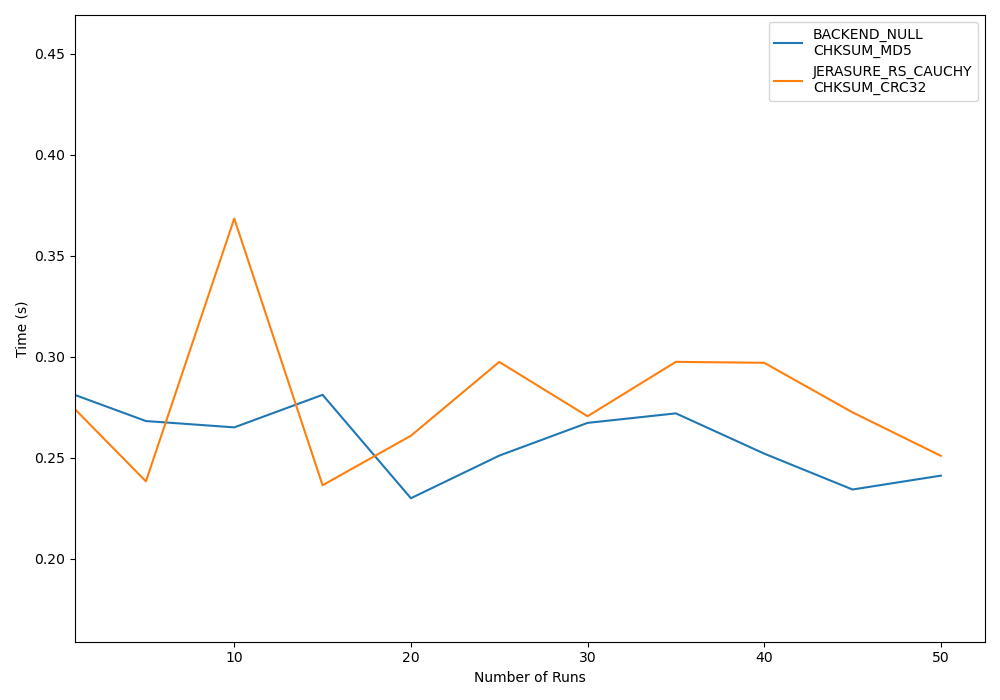 BACKEND_NULL
CHKSUM_MD5
JERASURE_RS_CAUCHY
CHKSUM_CRC32
0.45
0.40
0.35
0.30
0.25
0.20
Time (s)
10 20 30 40 50
Number of Runs